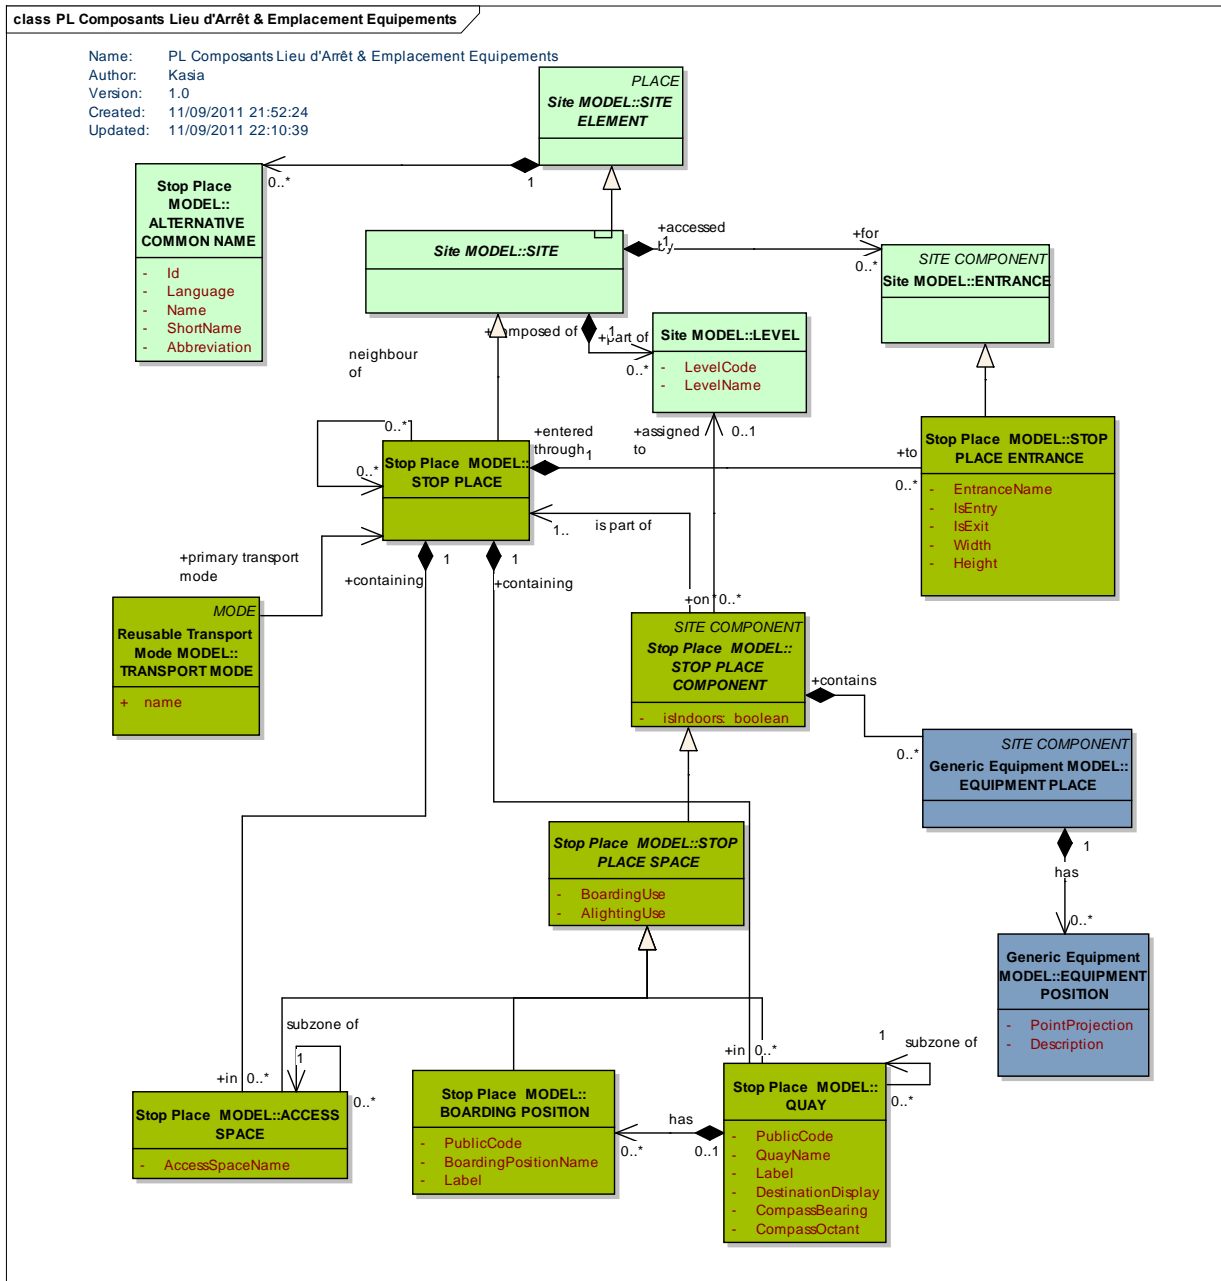 class PL Composants Lieu d'Arrêt & Emplacement Equipements
Name: PL Composants Lieu d'Arrêt & Emplacement Equipements
Author: Kasia
Version: 1.0
Created: 11/09/2011 21:52:24
Updated: 11/09/2011 22:10:39
PLACE
Site MODEL::SITE
ELEMENT
0..*
1
Stop Place
MODEL::
ALTERNATIVE
COMMON NAME
- Id
- Language
- Name
- ShortName
- Abbreviation
Site MODEL::SITE
+accessed
by
1
+for
0..*
SITE COMPONENT
Site MODEL::ENTRANCE
+composed of
1
+part of
0..*
Site MODEL::LEVEL
- LevelCode
- LevelName
neighbour
of
0..*
0..*
Stop Place MODEL::
STOP PLACE
+entered
through
1
+assigned
to
0..1
+to
0..*
Stop Place MODEL::STOP
PLACE ENTRANCE
- EntranceName
- IsEntry
- IsExit
- Width
- Height
is part of
1..
+primary transport
mode
1
+containing
1
+containing
+on
*
0..*
MODE
Reusable Transport
Mode MODEL::
TRANSPORT MODE
+ name
SITE COMPONENT
Stop Place MODEL::
STOP PLACE
COMPONENT
- isIndoors: boolean
+contains
0..*
SITE COMPONENT
Generic Equipment MODEL::
EQUIPMENT PLACE
1
has
0..*
Stop Place MODEL::STOP
PLACE SPACE
- BoardingUse
- AlightingUse
Generic Equipment
MODEL::EQUIPMENT
POSITION
- PointProjection
- Description
subzone of
1
+in 0..*
0..*
Stop Place MODEL::ACCESS
SPACE
- AccessSpaceName
Stop Place MODEL::
BOARDING POSITION
- PublicCode
- BoardingPositionName
- Label
has
0..*
0..1
+in 0..*
1
subzone of
0..*
Stop Place MODEL::
QUAY
- PublicCode
- QuayName
- Label
- DestinationDisplay
- CompassBearing
- CompassOctant